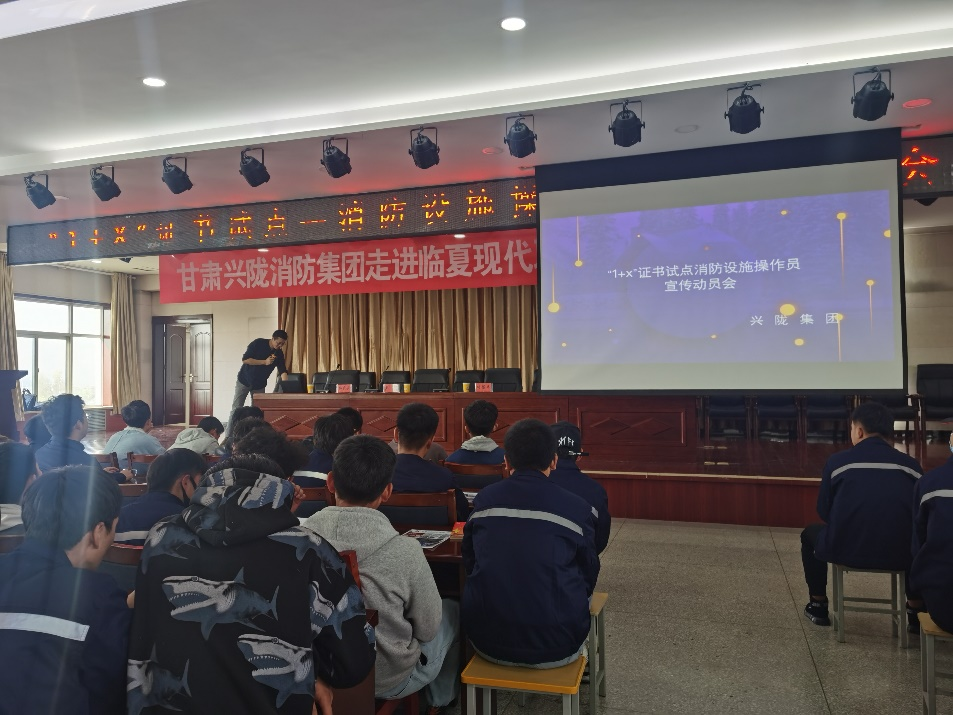 “1+X”证书试点—消防设施操
会
甘肃兴陇消防集团走进临夏现代
“1+x”证书试点消防设施操作员
宣传动员会
兴 陇 集 团